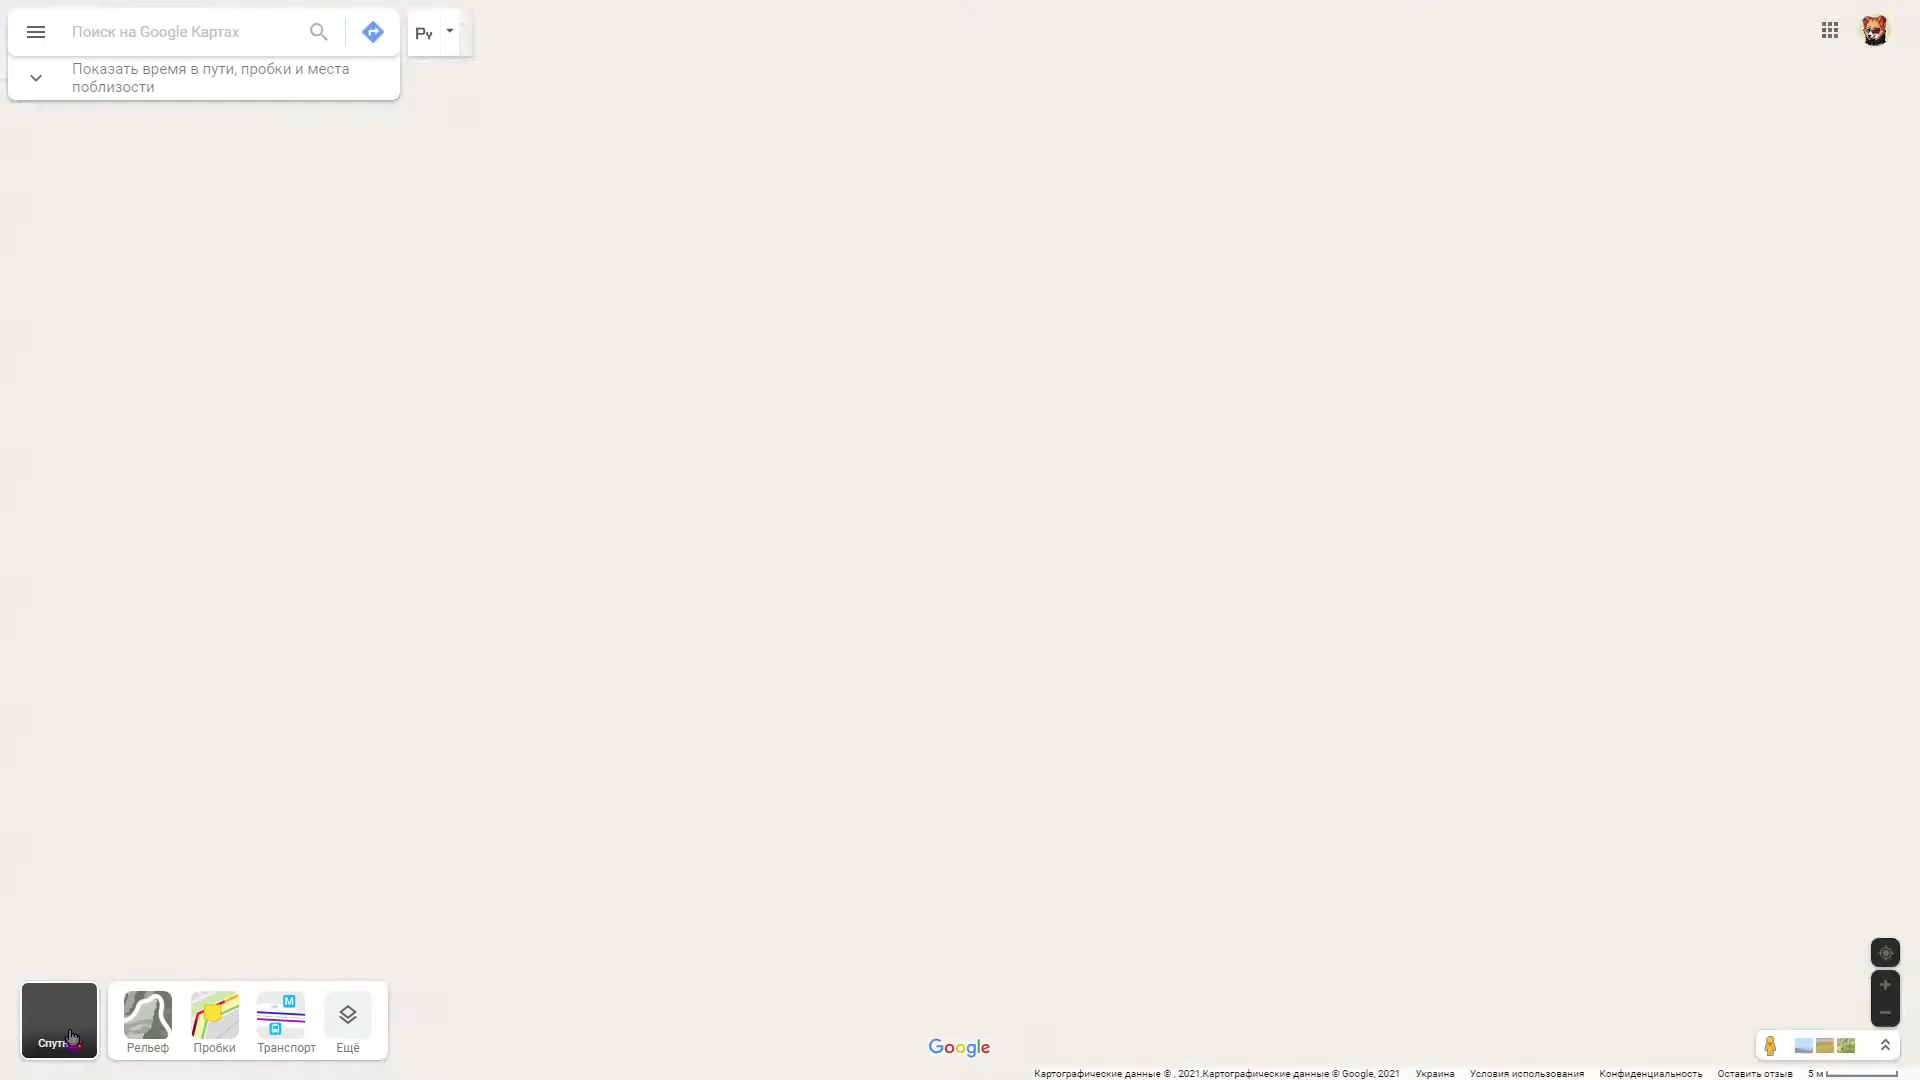 Поиск на Google Картах
Ру
Показать время в пути, пробки и места
поблизости
M
Рельеф
Пробки
Транспорт
Ещё
Google
Картографические данные © , 2021,Картографические данные © Google, 2021 Украина Условия использования Конфиденциальность Оставить отзыв 5 м